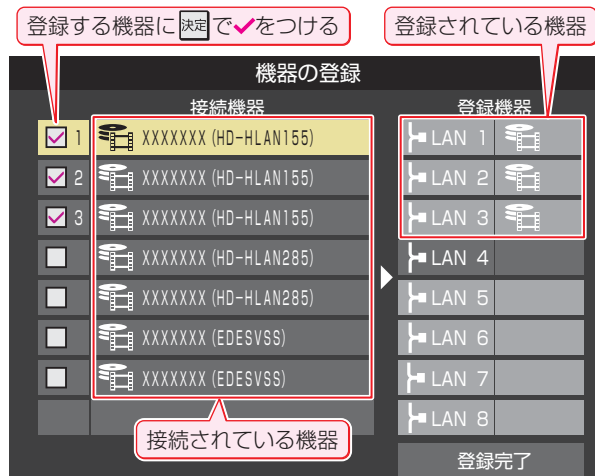 登録する機器に決定で✓をつける
登録されている機器
機器の登録
接続機器
登録機器
1 XXXXXXX (HD-HLAN155)
2 XXXXXXX (HD-HLAN155)
3 XXXXXXX (HD-HLAN155)
XXXXXXX (HD-HLAN285)
XXXXXXX (HD-HLAN285)
XXXXXXX (EDESVSS)
XXXXXXX (EDESVSS)
LAN 1
LAN 2
LAN 3
LAN 4
LAN 5
LAN 6
LAN 7
LAN 8
接続されている機器
登録完了